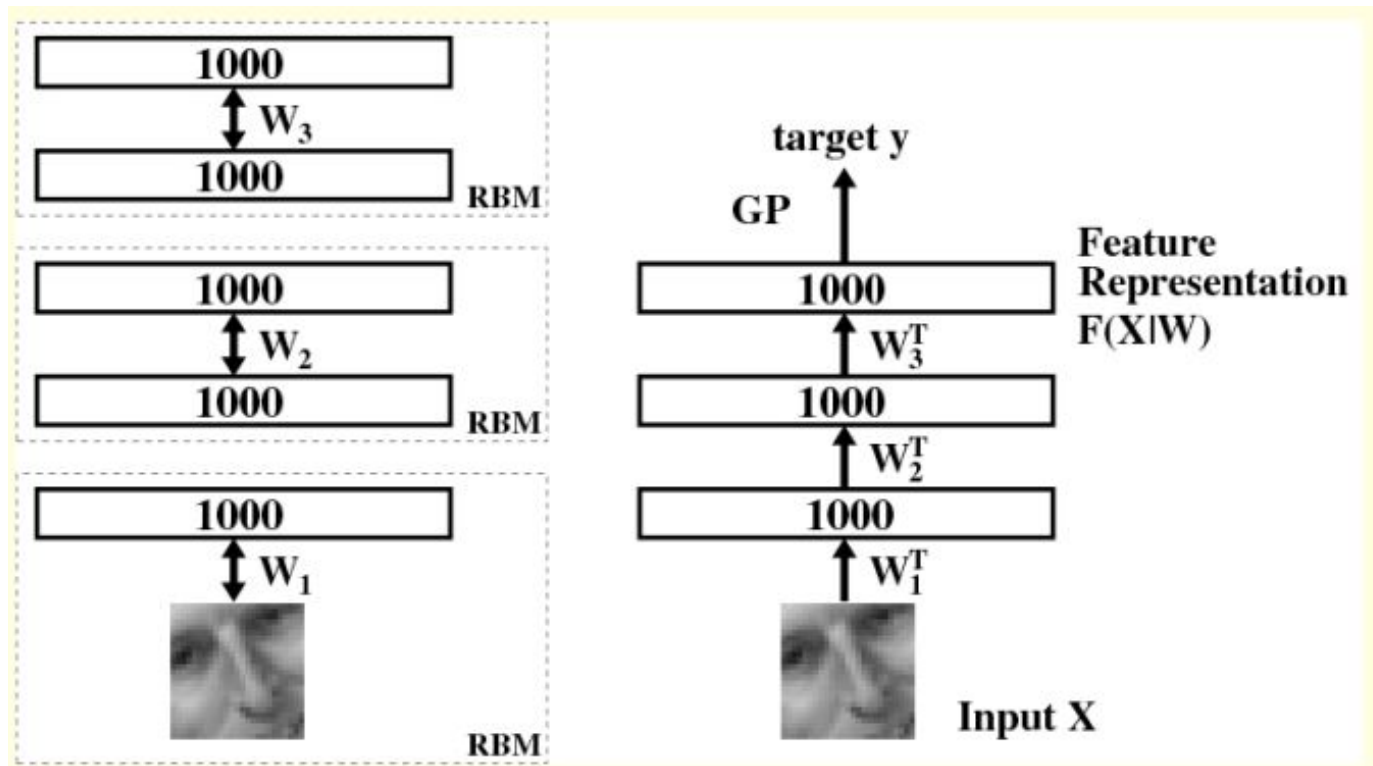 1000
W₃
1000
RBM
1000
W₂
1000
RBM
1000
W₁
RBM
target y
GP
Feature
Representation
F(X|W)
1000
W₃ᵀ
1000
W₂ᵀ
1000
W₁ᵀ
Input X